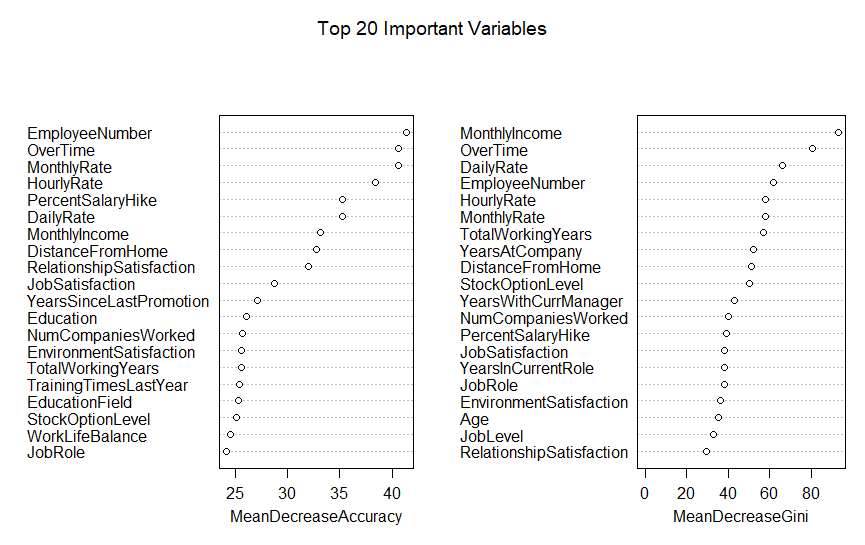 Top 20 Important Variables
EmployeeNumber
OverTime
MonthlyRate
HourlyRate
PercentSalaryHike
DailyRate
MonthlyIncome
DistanceFromHome
RelationshipSatisfaction
JobSatisfaction
YearsSinceLastPromotion
Education
NumCompaniesWorked
EnvironmentSatisfaction
TotalWorkingYears
TrainingTimesLastYear
EducationField
StockOptionLevel
WorkLifeBalance
JobRole
25 30 35 40
MeanDecreaseAccuracy
MonthlyIncome
OverTime
DailyRate
EmployeeNumber
HourlyRate
MonthlyRate
TotalWorkingYears
YearsAtCompany
DistanceFromHome
StockOptionLevel
YearsWithCurrManager
NumCompaniesWorked
PercentSalaryHike
JobSatisfaction
YearsInCurrentRole
JobRole
EnvironmentSatisfaction
Age
JobLevel
RelationshipSatisfaction
0 20 40 60 80
MeanDecreaseGini